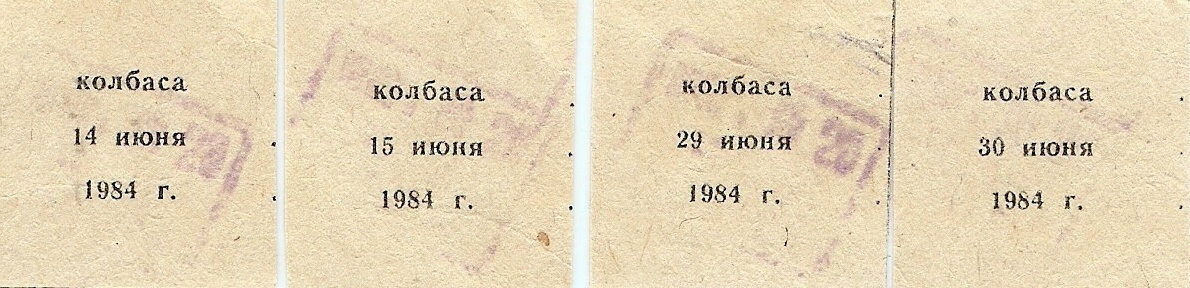 колбаса
14 июня
1984 г.
колбаса
15 июня
1984 г.
колбаса
29 июня
1984 г.
колбаса
30 июня
1984 г.